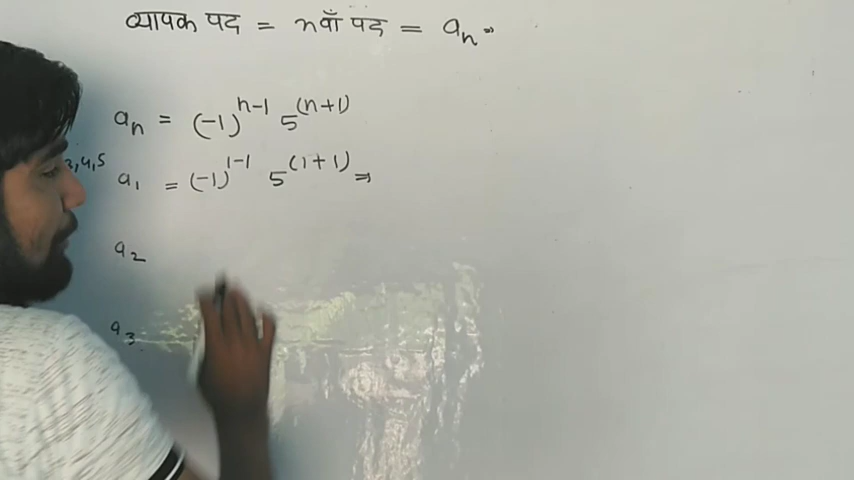 व्यापक पद = nवाँ पद = aₙ =
aₙ = (-1)ⁿ⁻¹ 5⁽ⁿ⁺¹⁾
3,4,5
a₁ = (-1)¹⁻¹ 5⁽¹⁺¹⁾ ⇒
a₂
a₃